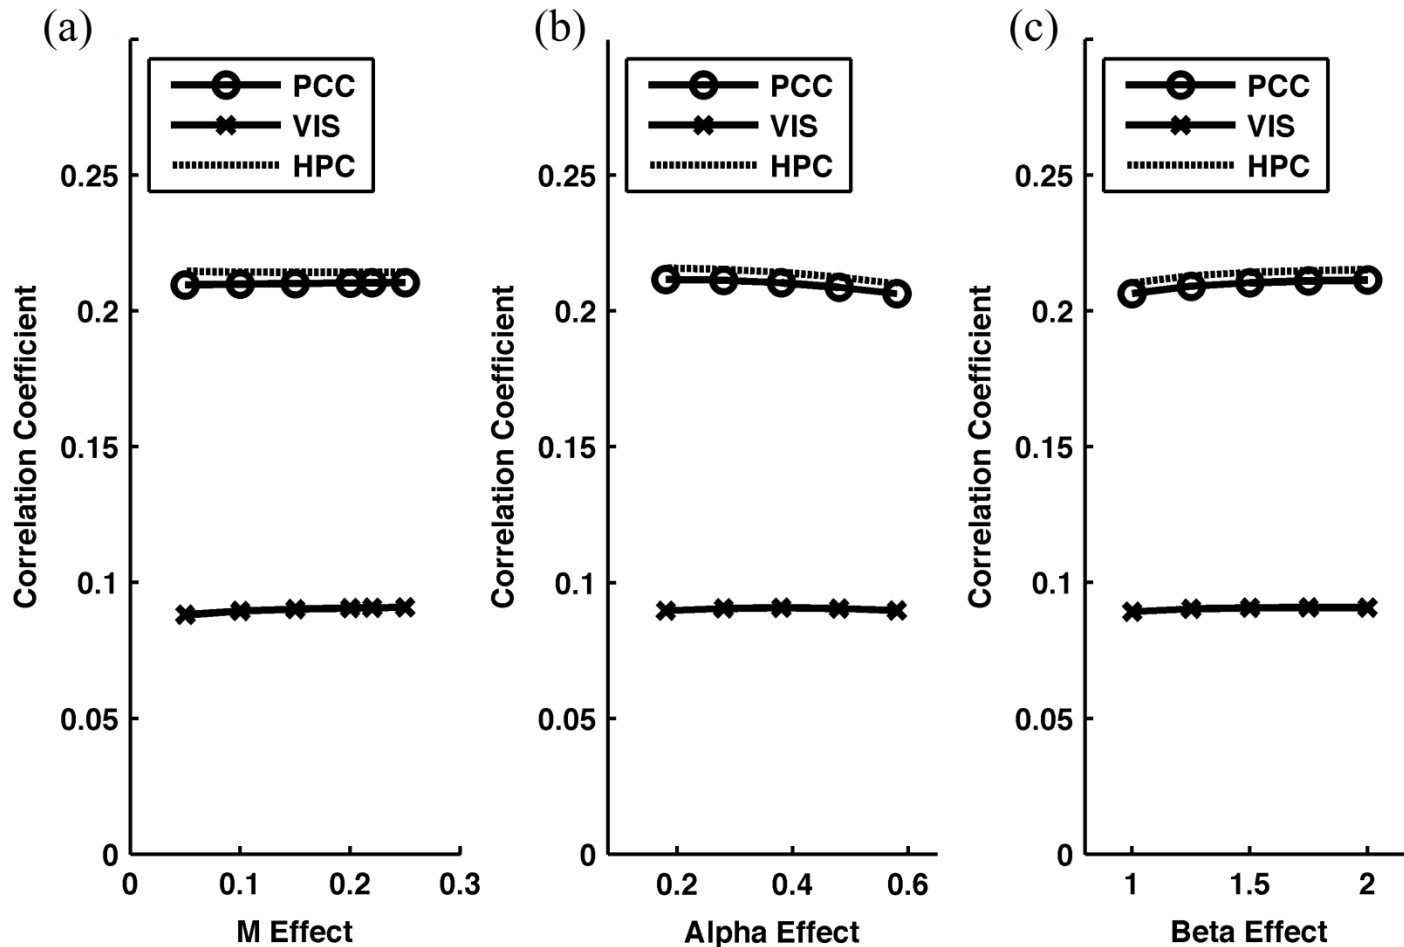 (a)
PCC
VIS
HPC
0.25
0.2
0.15
0.1
0.05
0
0
0.1
0.2
0.3
Correlation Coefficient
M Effect
(b)
PCC
VIS
HPC
0.25
0.2
0.15
0.1
0.05
0
0.2
0.4
0.6
Correlation Coefficient
Alpha Effect
(c)
PCC
VIS
HPC
0.25
0.2
0.15
0.1
0.05
0
1
1.5
2
Correlation Coefficient
Beta Effect